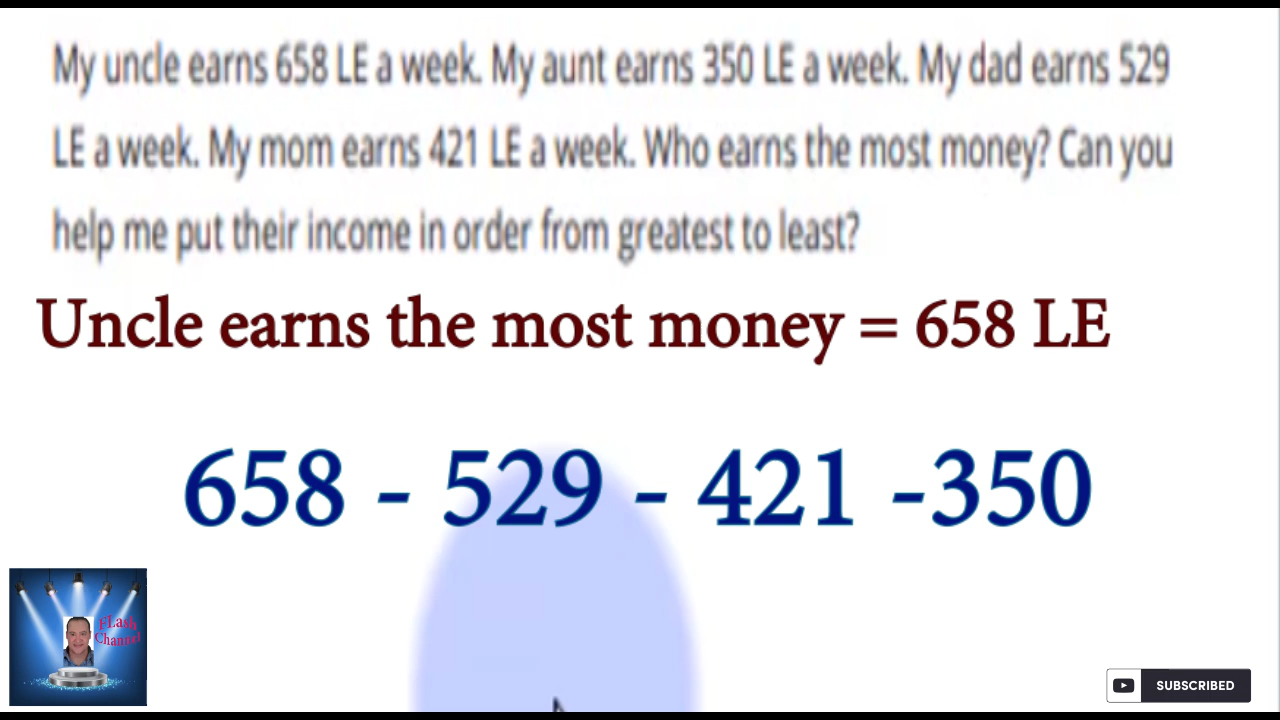 My uncle earns 658 LE a week. My aunt earns 350 LE a week. My dad earns 529
LE a week. My mom earns 421 LE a week. Who earns the most money? Can you
help me put their income in order from greatest to least?
Uncle earns the most money = 658 LE
658 - 529 - 421 -350
FLash
Channel
SUBSCRIBED